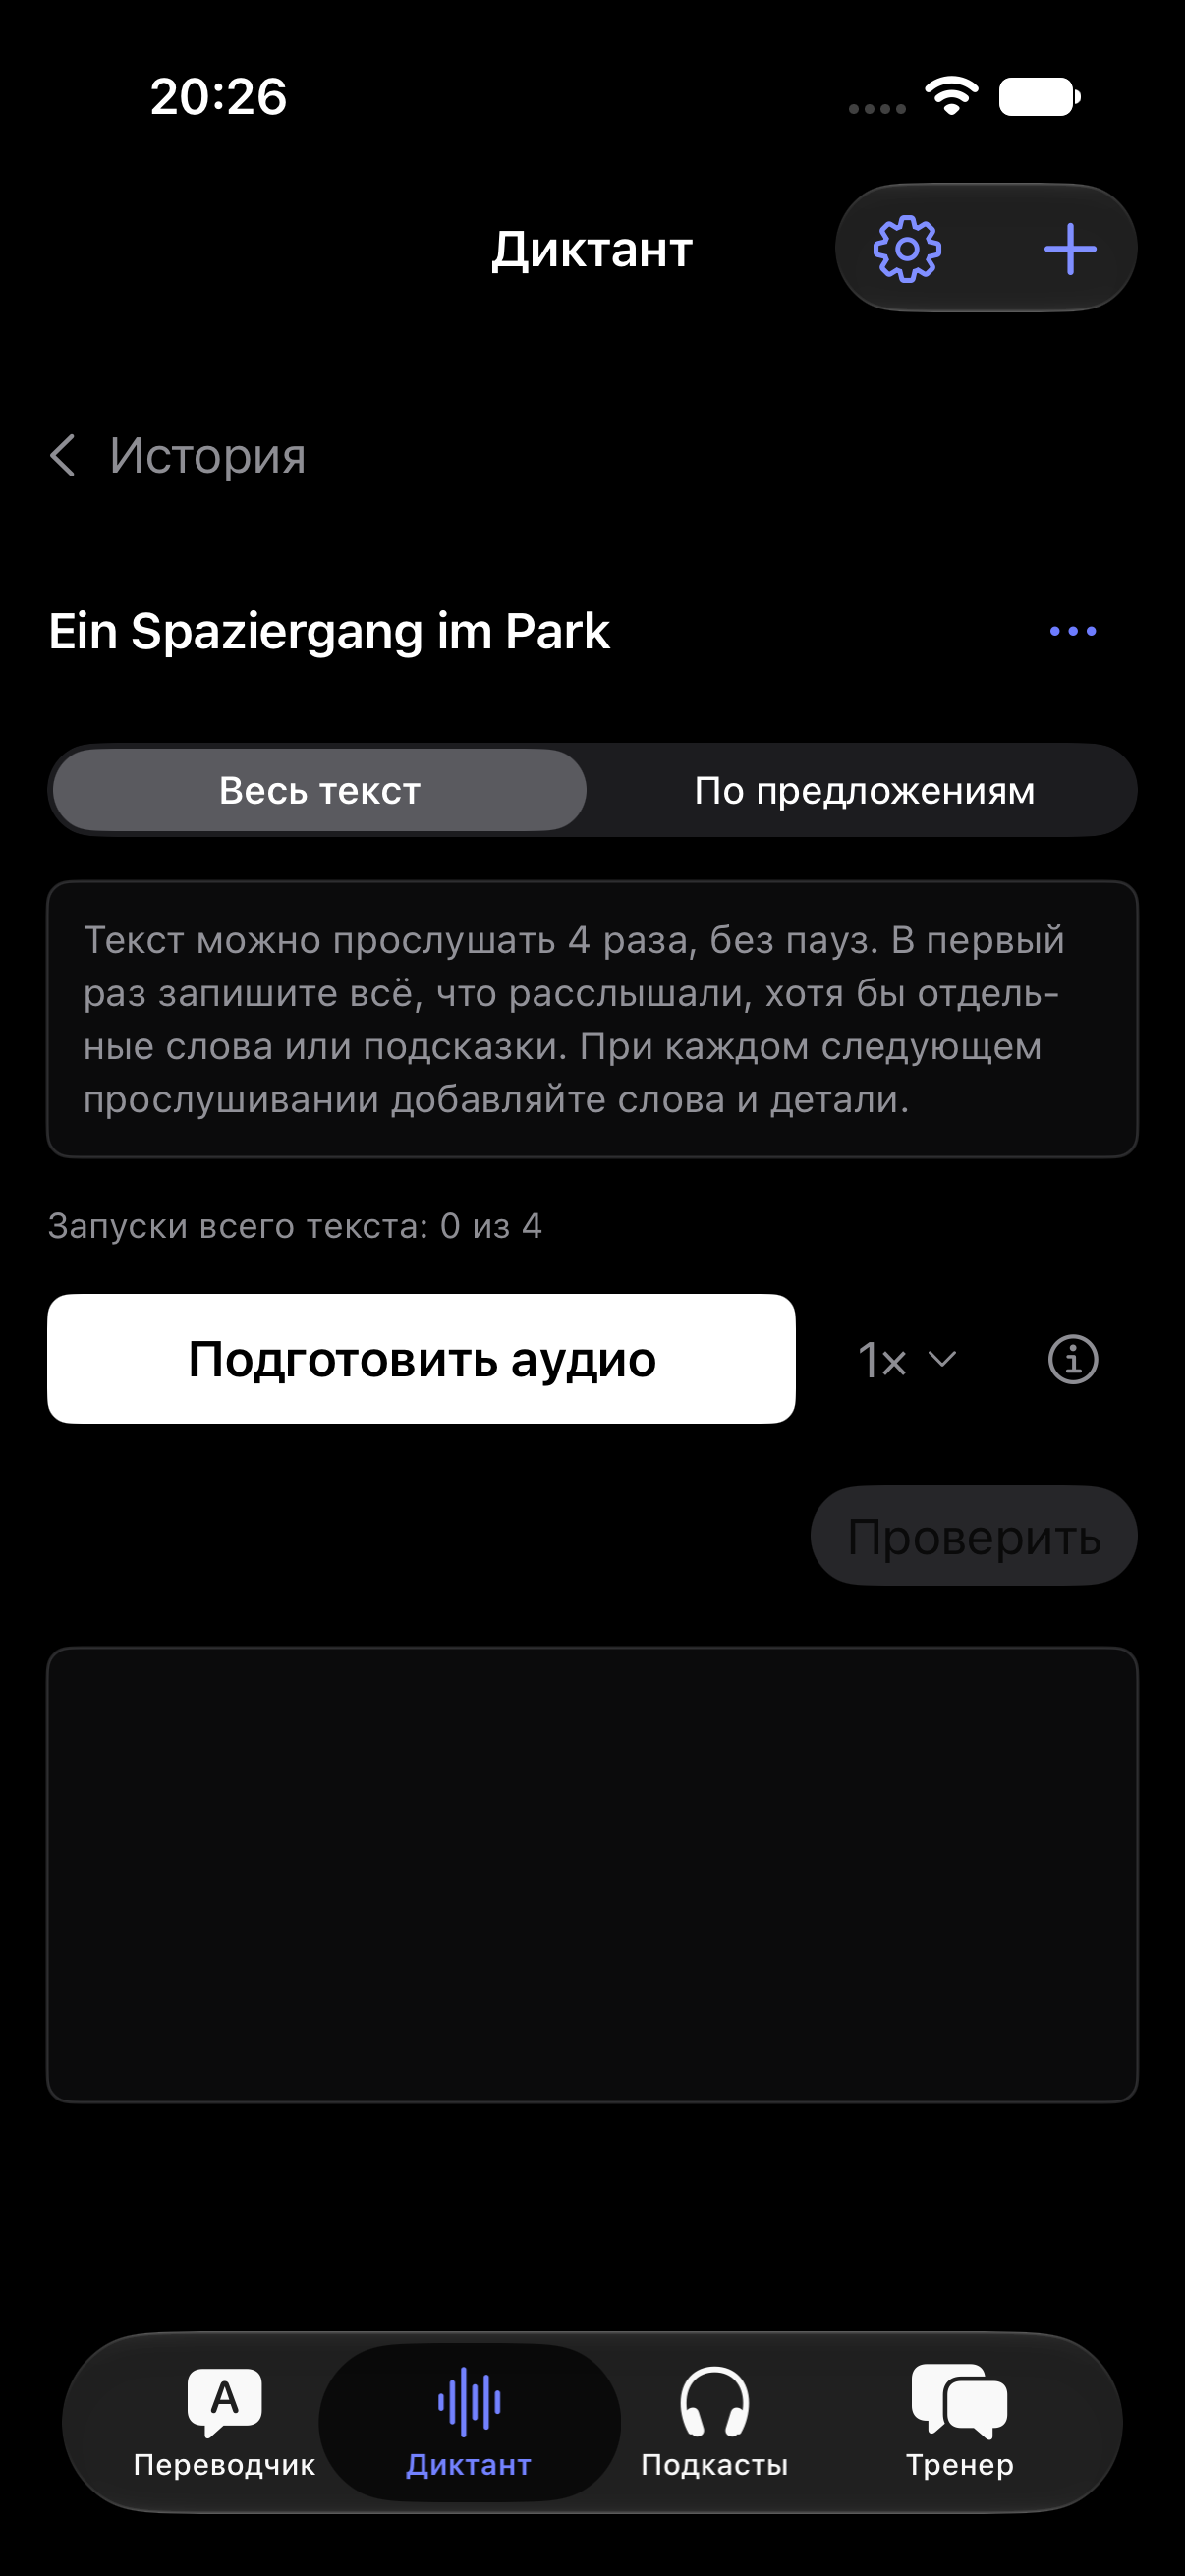 20:26
Диктант
История
Ein Spaziergang im Park
Весь текст
По предложениям
Текст можно прослушать 4 раза, без пауз. В первый
раз запишите всё, что расслышали, хотя бы отдель-
ные слова или подсказки. При каждом следующем
прослушивании добавляйте слова и детали.
Запуски всего текста: 0 из 4
Подготовить аудио
1×
Проверить
A
Переводчик
Диктант
Подкасты
Тренер